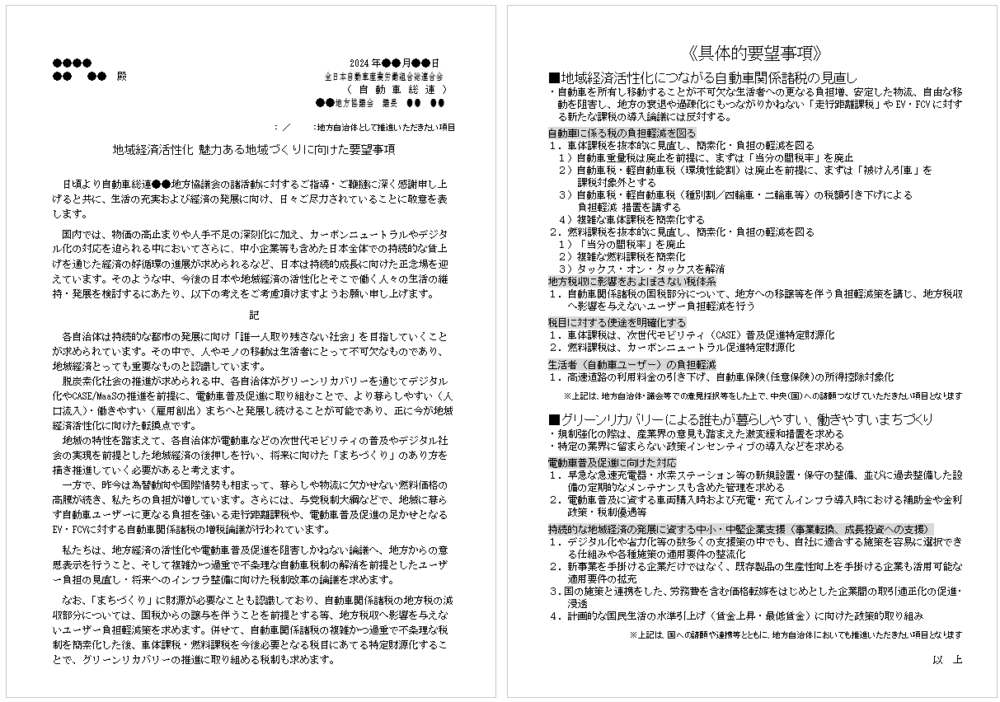 ●●●●
2024年●●月●●日
●●　●●　殿
全日本自動車産業労働組合総連合会
（ 自 動 車 総 連 ）
●●地方協議会　議長　●●　●●
：／　　：地方自治体として推進いただきたい項目
地域経済活性化 魅力ある地域づくりに向けた要望事項
日頃より自動車総連●●地方協議会の諸活動に対するご指導・ご鞭撻に深く感謝申し上
げると共に、生活の充実および経済の発展に向け、日々ご尽力されていることに敬意を表
します。
国内では、物価の高止まりや人手不足の深刻化に加え、カーボンニュートラルやデジタ
ル化の対応を迫られる中においてさらに、中小企業等も含めた日本全体での持続的な賃上
げを通じた経済の好循環の進展が求められるなど、日本は持続的成長に向けた正念場を迎
えています。そのような中、今後の日本や地域経済の活性化とそこで働く人々の生活の維
持・発展を検討するにあたり、以下の考えをご考慮頂けますようお願い申し上げます。
記
各自治体は持続的な都市の発展に向け「誰一人取り残さない社会」を目指していくこと
が求められています。その中で、人やモノの移動は生活者にとって不可欠なものであり、
地域経済とっても重要なものと認識しています。
脱炭素化社会の推進が求められる中、各自治体がグリーンリカバリーを通じてデジタル
化やCASE/MaaSの推進を前提に、電動車普及促進に取り組むことで、より暮らしやすい（人
口流入）・働きやすい（雇用創出）まちへと発展し続けることが可能であり、正に今が地域
経済活性化に向けた転換点です。
地域の特性を踏まえて、各自治体が電動車などの次世代モビリティの普及やデジタル社
会の実現を前提とした地域経済の後押しを行い、将来に向けた「まちづくり」のあり方を
描き推進していく必要があると考えます。
一方で、昨今は為替動向や国際情勢も相まって、暮らしや物流に欠かせない燃料価格の
高騰が続き、私たちの負担が増しています。さらには、与党税制大綱などで、地域に暮ら
す自動車ユーザーに更なる負担を強いる走行距離課税や、電動車普及促進の足かせとなる
EV・FCVに対する自動車関係諸税の増税論議が行われています。
私たちは、地方経済の活性化や電動車普及促進を阻害しかねない論議へ、地方からの意
思表示を行うこと、そして複雑かつ過重で不条理な自動車税制の解消を前提としたユーザ
ー負担の見直し・将来へのインフラ整備に向けた税制改革の論議を求めます。
なお、「まちづくり」に財源が必要なことも認識しており、自動車関係諸税の地方税の減
収部分については、国税からの譲与を伴うことを前提とする等、地方税収へ影響を与えな
いユーザー負担軽減策を求めます。併せて、自動車関係諸税の複雑かつ過重で不条理な税
制を簡素化した後、車体課税・燃料課税を今後必要となる税目にあてる特定財源化するこ
とで、グリーンリカバリーの推進に取り組める税制も求めます。
《具体的要望事項》
■地域経済活性化につながる自動車関係諸税の見直し
・自動車を所有し移動することが不可欠な生活者への更なる負担増、安定した物流、自由な移
動を阻害し、地方の衰退や過疎化にもつながりかねない「走行距離課税」やEV・FCVに対す
る新たな課税の導入論議には反対する。
自動車に係る税の負担軽減を図る
1．車体課税を抜本的に見直し、簡素化・負担の軽減を図る
1）自動車重量税は廃止を前提に、まずは「当分の間税率」を廃止
2）自動車税・軽自動車税（環境性能割）は廃止を前提に、まずは「被けん引車」を
課税対象外とする
3）自動車税・軽自動車税（種別割／四輪車・二輪車等）の税額引き下げによる
負担軽減 措置を講ずる
4）複雑な車体課税を簡素化する
2．燃料課税を抜本的に見直し、簡素化・負担の軽減を図る
1）「当分の間税率」を廃止
2）複雑な燃料課税を簡素化
3）タックス・オン・タックスを解消
地方税収に影響をおよぼさない税体系
1．自動車関係諸税の国税部分について、地方への移譲等を伴う負担軽減策を講じ、地方税収
へ影響を与えないユーザー負担軽減を行う
税目に対する使途を明確化する
1．車体課税は、次世代モビリティ（CASE）普及促進特定財源化
2．燃料課税は、カーボンニュートラル促進特定財源化
生活者（自動車ユーザー）の負担軽減
1．高速道路の利用料金の引き下げ、自動車保険(任意保険)の所得控除対象化
※上記は、地方自治体・議会等での意見採択等をした上で、中央(国)への請願つなげていただきたい項目となります
■グリーンリカバリーによる誰もが暮らしやすい、働きやすいまちづくり
・規制強化の際は、産業界の意見も踏まえた激変緩和措置を求める
・特定の業界に留まらない政策インセンティブの導入などを求める
電動車普及促進に向けた対応
1．早急な急速充電器・水素ステーション等の新規設置・保守の整備、並びに過去整備した設
備の定期的なメンテナンスも含めた管理を求める
2．電動車普及に資する車両購入時および充電・充てんインフラ導入時における補助金や金利
政策・税制優遇等
持続的な地域経済の発展に資する中小・中堅企業支援（事業転換、成長投資への支援）
1．デジタル化や省力化等の数多くの支援策の中でも、自社に適合する施策を容易に選択でき
る仕組みや各種施策の適用要件の整流化
2．新事業を手掛ける企業だけではなく、既存製品の生産性向上を手掛ける企業も活用可能な
適用要件の拡充
3．国の施策と連携をした、労務費を含む価格転嫁をはじめとした企業間の取引適正化の促進・
浸透
4．計画的な国民生活の水準引上げ（賃金上昇・最低賃金）に向けた政策的取り組み
※上記は、国への請願や連携等とともに、地方自治体においても推進いただきたい項目となります
以　上